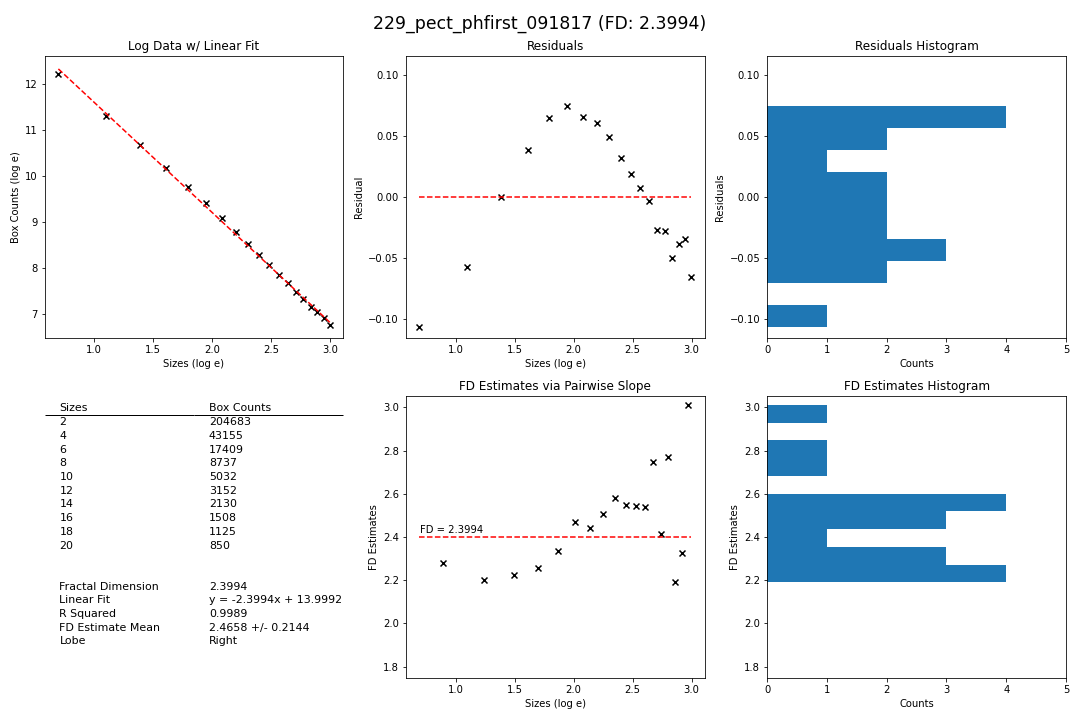 229_pect_phfirst_091817 (FD: 2.3994)
Log Data w/ Linear Fit
Box Counts (log e)
12
11
10
9
8
7
1.0 1.5 2.0 2.5 3.0
Sizes (log e)
Residuals
Residual
0.10
0.05
0.00
−0.05
−0.10
1.0 1.5 2.0 2.5 3.0
Sizes (log e)
Residuals Histogram
Residuals
0.10
0.05
0.00
−0.05
−0.10
0 1 2 3 4 5
Counts
Sizes Box Counts
2 204683
4 43155
6 17409
8 8737
10 5032
12 3152
14 2130
16 1508
18 1125
20 850
Fractal Dimension 2.3994
Linear Fit y = -2.3994x + 13.9992
R Squared 0.9989
FD Estimate Mean 2.4658 +/- 0.2144
Lobe Right
FD Estimates via Pairwise Slope
FD Estimates
3.0
2.8
2.6
2.4
2.2
2.0
1.8
FD = 2.3994
1.0 1.5 2.0 2.5 3.0
Sizes (log e)
FD Estimates Histogram
FD Estimates
3.0
2.8
2.6
2.4
2.2
2.0
1.8
0 1 2 3 4 5
Counts